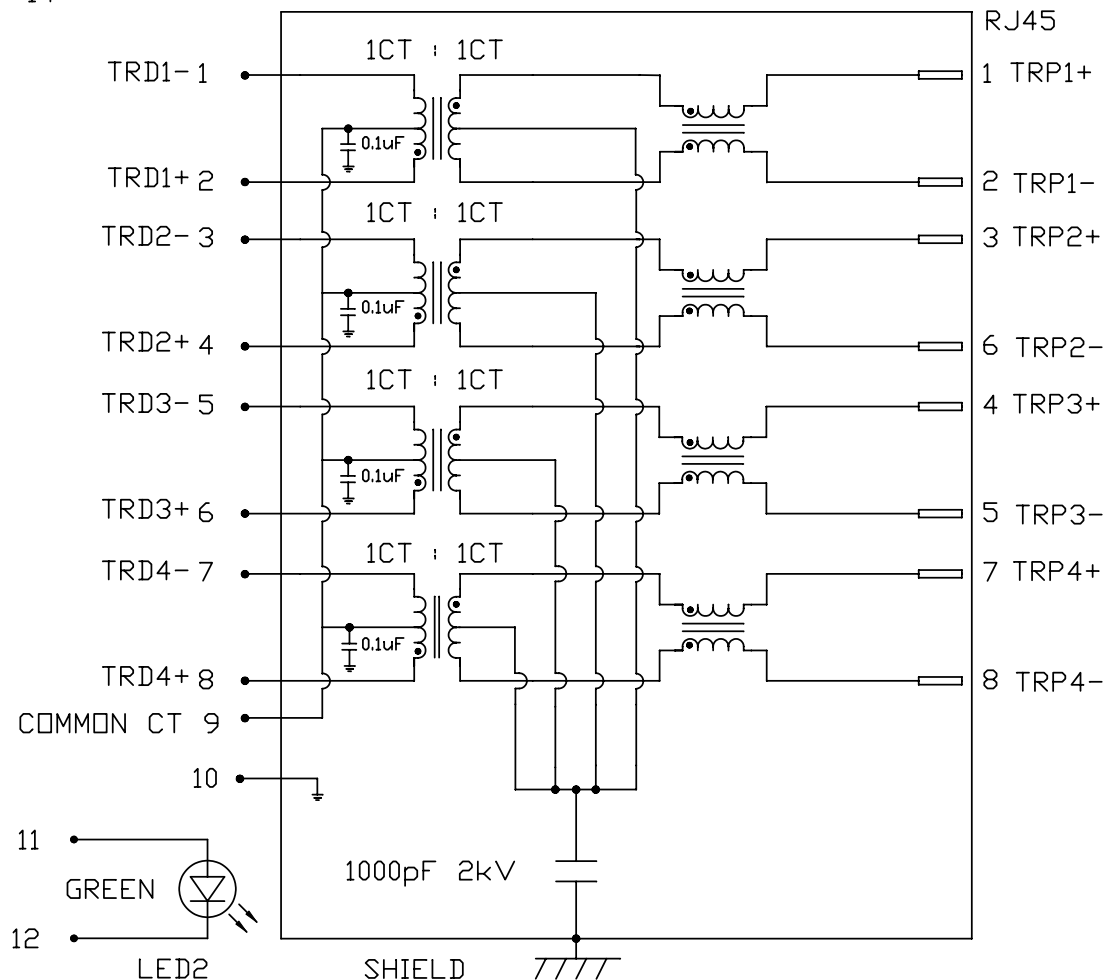 RJ45
1CT : 1CT
TRD1- 1
1 TRP1+
0.1uF
TRD1+ 2
2 TRP1-
1CT : 1CT
TRD2- 3
3 TRP2+
0.1uF
TRD2+ 4
6 TRP2-
1CT : 1CT
TRD3- 5
4 TRP3+
0.1uF
TRD3+ 6
5 TRP3-
1CT : 1CT
TRD4- 7
7 TRP4+
0.1uF
TRD4+ 8
8 TRP4-
COMMON CT 9
10
11
1000pF 2kV
GREEN
12
LED2
SHIELD